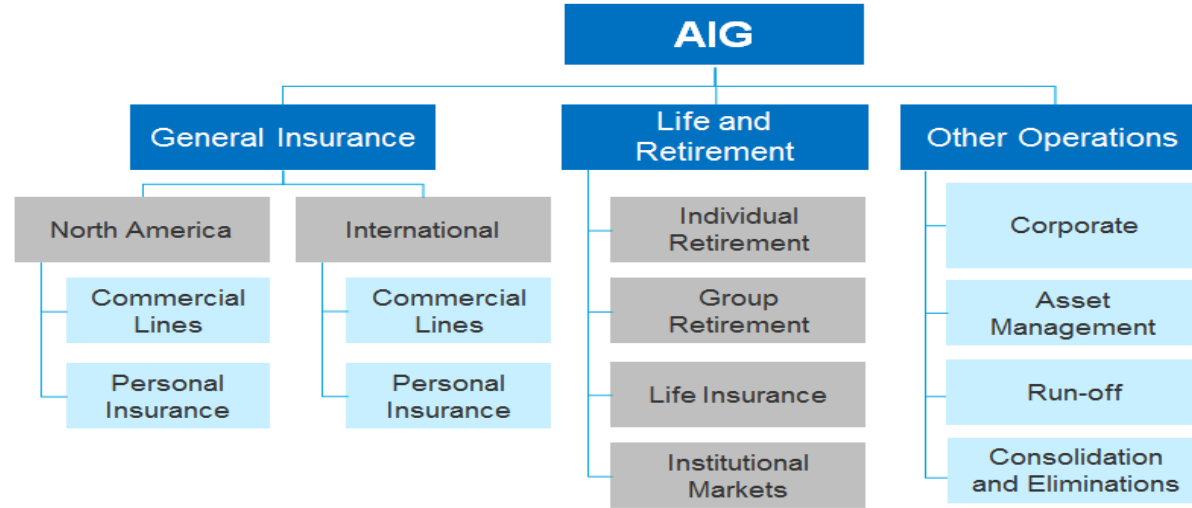 AIG
General Insurance
Life and
Retirement
Other Operations
North America
International
Commercial
Lines
Personal
Insurance
Commercial
Lines
Personal
Insurance
Individual
Retirement
Group
Retirement
Life Insurance
Institutional
Markets
Corporate
Asset
Management
Run-off
Consolidation
and Eliminations